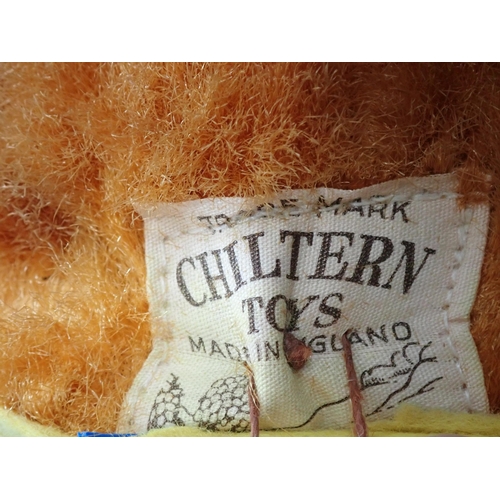 TRADE MARK
CHILTERN
TOYS
MADE IN ENGLAND